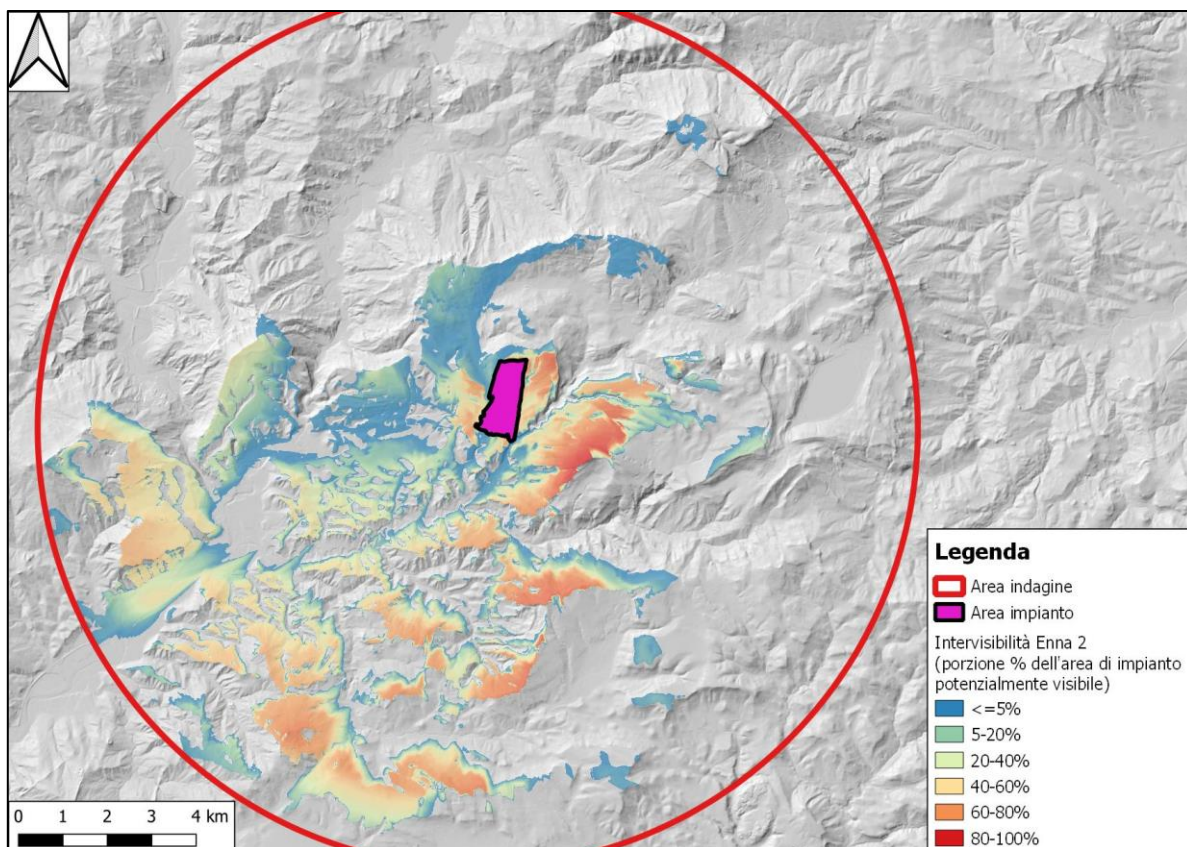 Legenda
Area indagine
Area impianto
Intervisibilità Enna 2
(porzione % dell'area di impianto
potenzialmente visibile)
<=5%
5-20%
20-40%
40-60%
60-80%
80-100%
0 1 2 3 4 km